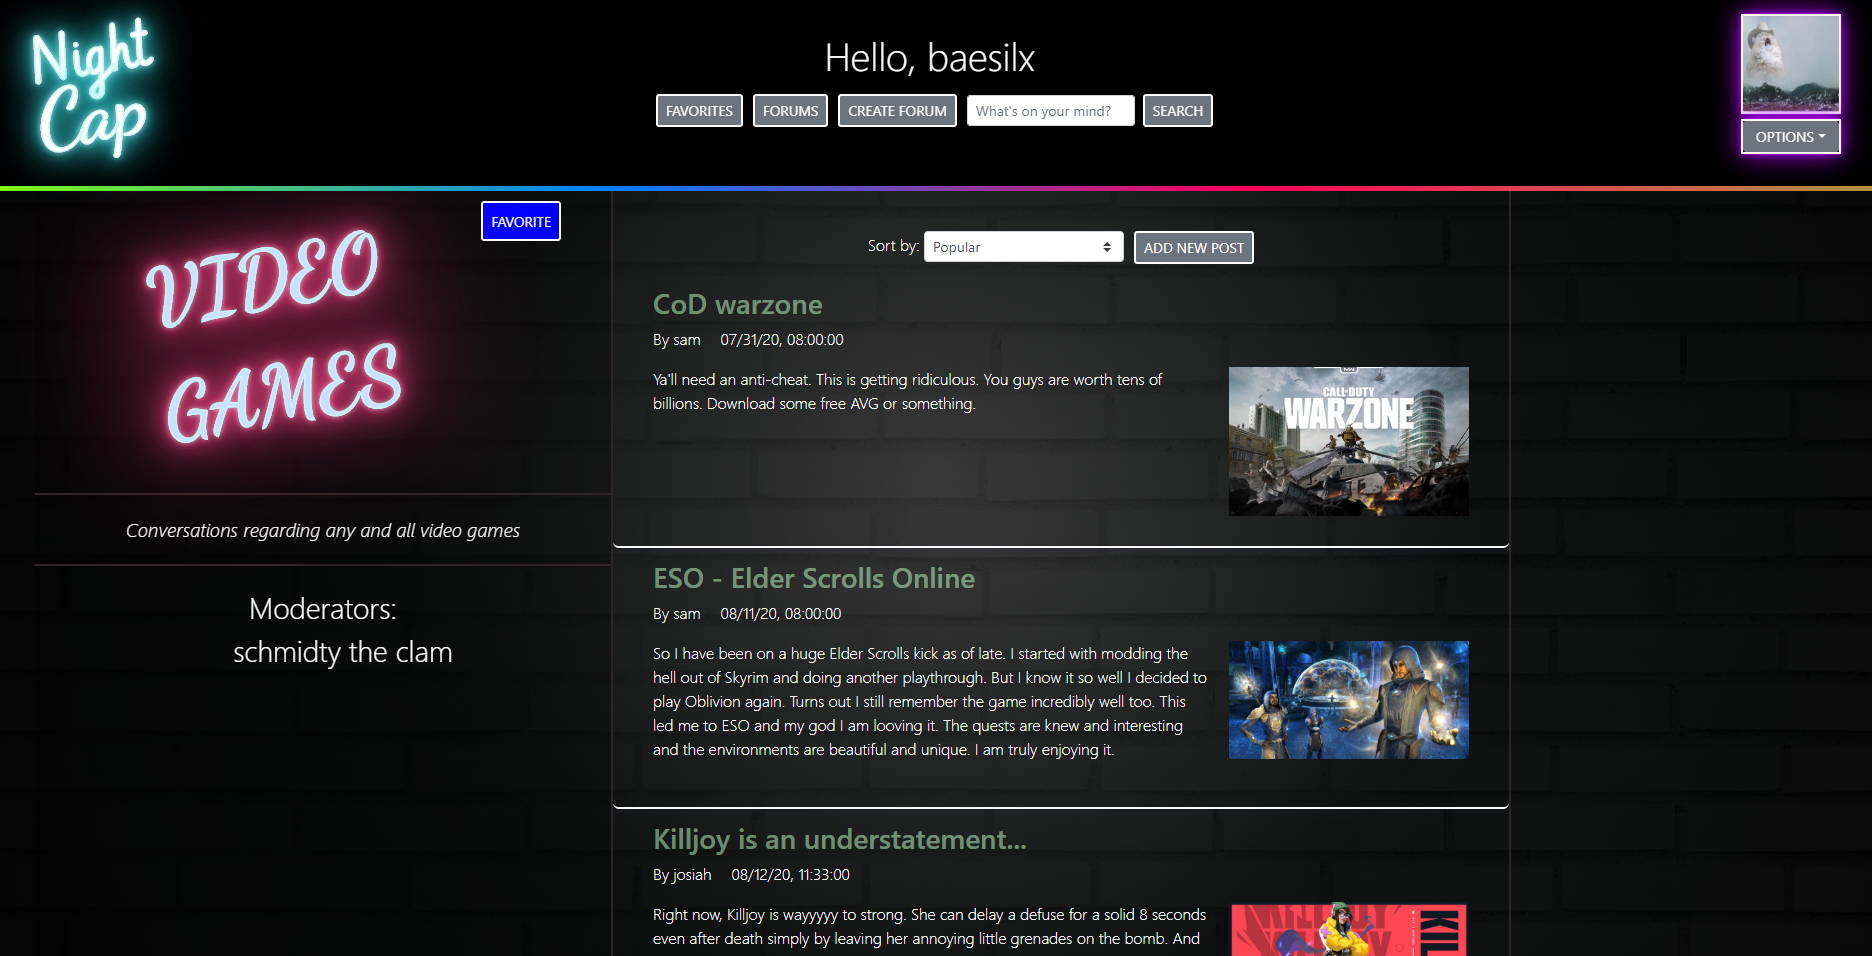 Night
Cap
Hello, baesilx
FAVORITES FORUMS CREATE FORUM What's on your mind? SEARCH
OPTIONS
FAVORITE
VIDEO
GAMES
Conversations regarding any and all video games
Moderators:
schmidty the clam
Sort by: Popular ADD NEW POST
CoD warzone
By sam 07/31/20, 08:00:00
Ya'll need an anti-cheat. This is getting ridiculous. You guys are worth tens of
billions. Download some free AVG or something.
CALL OF DUTY
WARZONE
ESO - Elder Scrolls Online
By sam 08/11/20, 08:00:00
So I have been on a huge Elder Scrolls kick as of late. I started with modding the
hell out of Skyrim and doing another playthrough. But I know it so well I decided to
play Oblivion again. Turns out I still remember the game incredibly well too. This
led me to ESO and my god I am looving it. The quests are knew and interesting
and the environments are beautiful and unique. I am truly enjoying it.
Killjoy is an understatement...
By josiah 08/12/20, 11:33:00
Right now, Killjoy is wayyyyy to strong. She can delay a defuse for a solid 8 seconds
even after death simply by leaving her annoying little grenades on the bomb. And
KIL